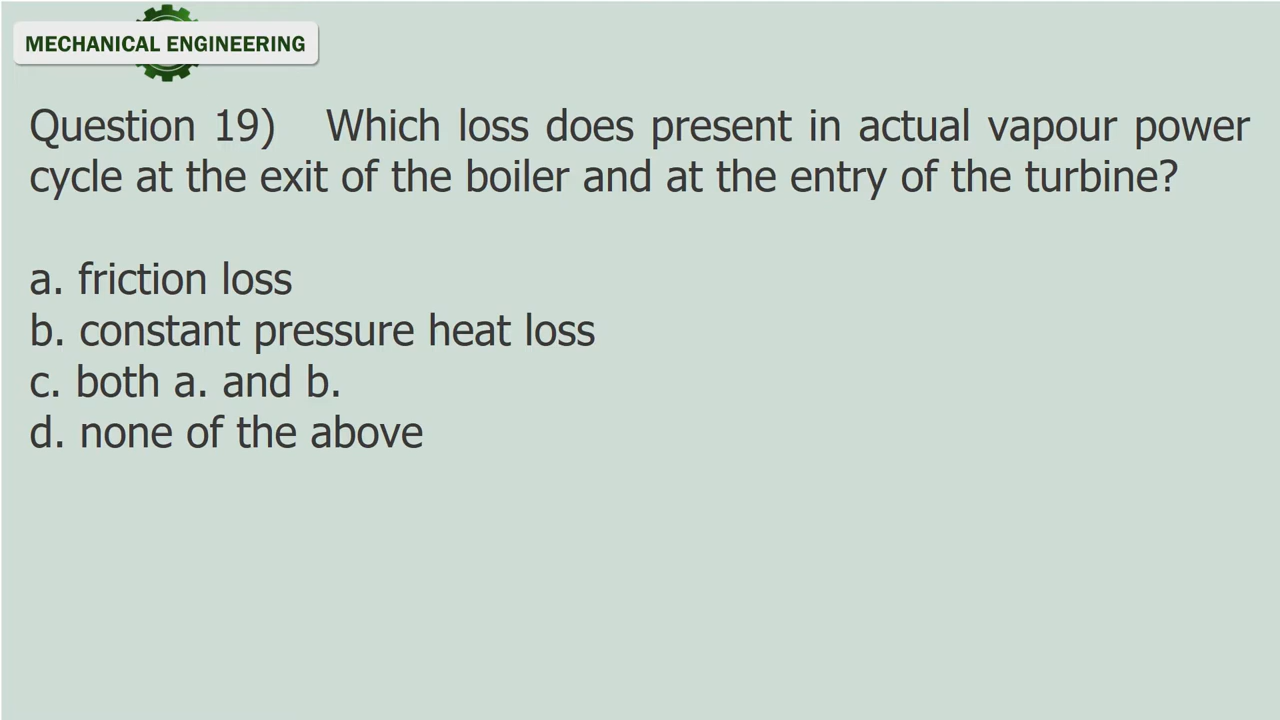 MECHANICAL ENGINEERING
Question 19) Which loss does present in actual vapour power
cycle at the exit of the boiler and at the entry of the turbine?
a. friction loss
b. constant pressure heat loss
c. both a. and b.
d. none of the above